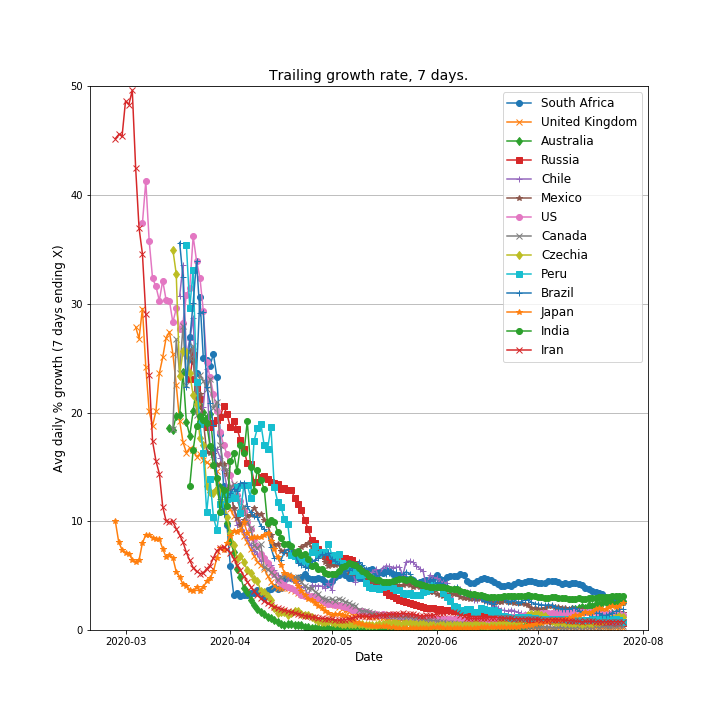 Trailing growth rate, 7 days.
50
40
30
20
10
0
Avg daily % growth (7 days ending X)
South Africa
United Kingdom
Australia
Russia
Chile
Mexico
US
Canada
Czechia
Peru
Brazil
Japan
India
Iran
2020-03
2020-04
2020-05
2020-06
2020-07
2020-08
Date